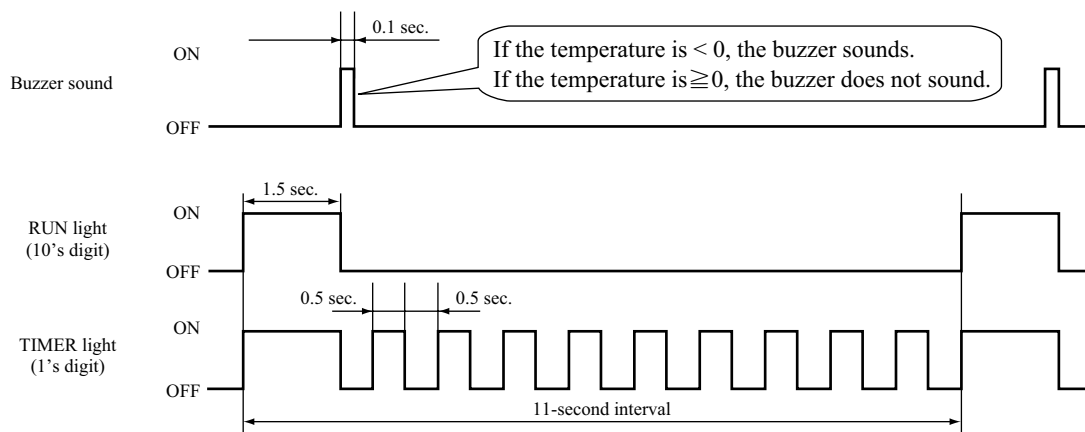 0.1 sec.
ON
If the temperature is < 0, the buzzer sounds.
If the temperature is ≧0, the buzzer does not sound.
Buzzer sound
OFF
1.5 sec.
ON
RUN light
(10’s digit)
OFF
0.5 sec.
0.5 sec.
ON
TIMER light
(1’s digit)
OFF
11-second interval